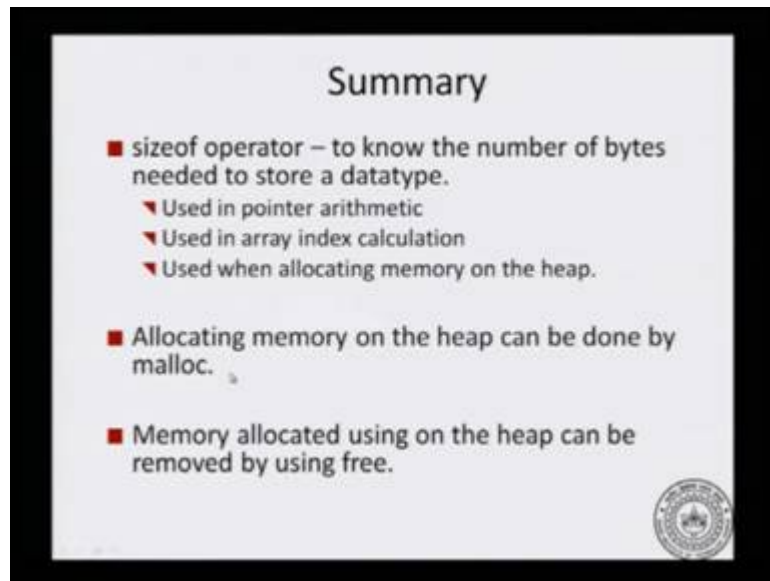 Summary
sizeof operator – to know the number of bytes
needed to store a datatype.
Used in pointer arithmetic
Used in array index calculation
Used when allocating memory on the heap.
Allocating memory on the heap can be done by
malloc.
Memory allocated using on the heap can be
removed by using free.